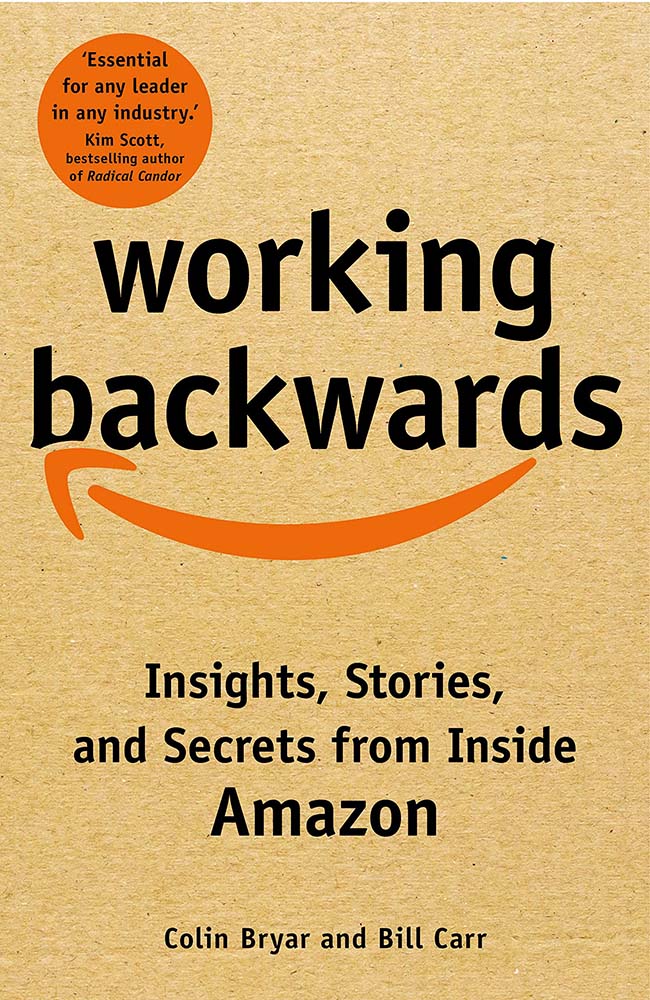 ‘Essential
for any leader
in any industry.’
Kim Scott,
bestselling author
of Radical Candor
working
backwards
Insights, Stories,
and Secrets from Inside
Amazon
Colin Bryar and Bill Carr